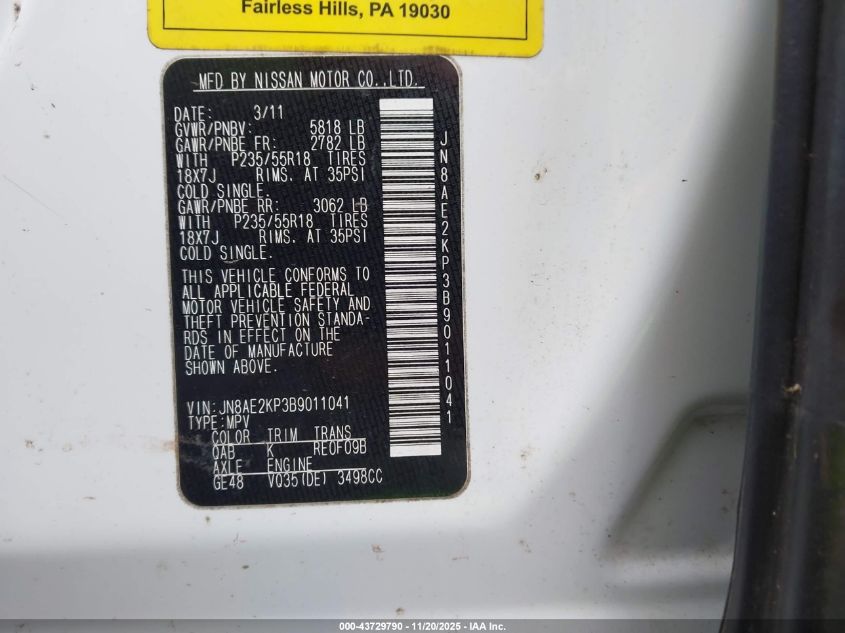 Fairless Hills, PA 19030
MFD BY NISSAN MOTOR CO.,LTD.
DATE: 3/11
GVWR/PNBV: 5818 LB
GAWR/PNBE FR: 2782 LB
WITH P235/55R18 TIRES
18X7J RIMS. AT 35PSI
COLD SINGLE.
GAWR/PNBE RR: 3062 LB
WITH P235/55R18 TIRES
18X7J RIMS. AT 35PSI
COLD SINGLE.
THIS VEHICLE CONFORMS TO
ALL APPLICABLE FEDERAL
MOTOR VEHICLE SAFETY AND
THEFT PREVENTION STANDA-
RDS IN EFFECT ON THE
DATE OF MANUFACTURE
SHOWN ABOVE.
VIN:JN8AE2KP3B9011041
TYPE:MPV
COLOR TRIM TRANS
QAB K RE0F09B
AXLE ENGINE
GE48 VQ35(DE) 3498CC
JN8AE2KP3B9011041
000-43729790 - 11/20/2025 - IAA Inc.